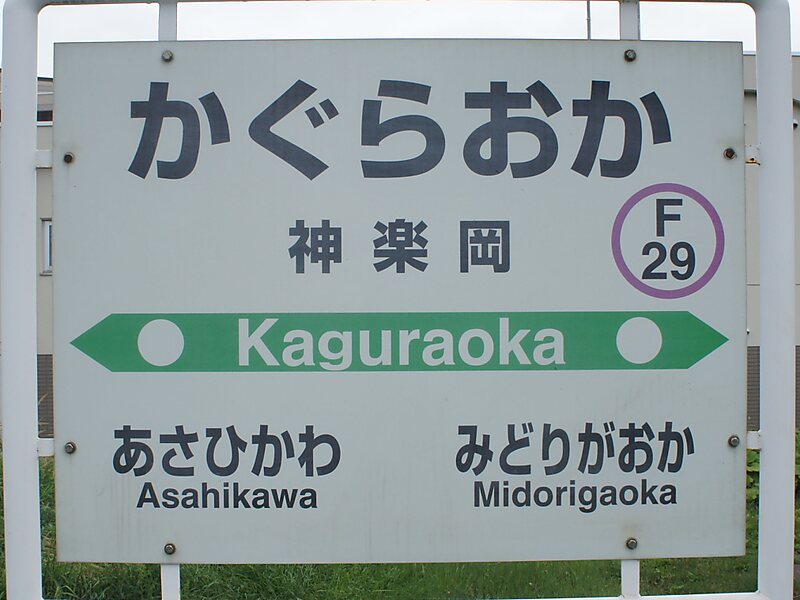 かぐらおか
神楽岡
F
29
Kaguraoka
あさひかわ
Asahikawa
みどりがおか
Midorigaoka